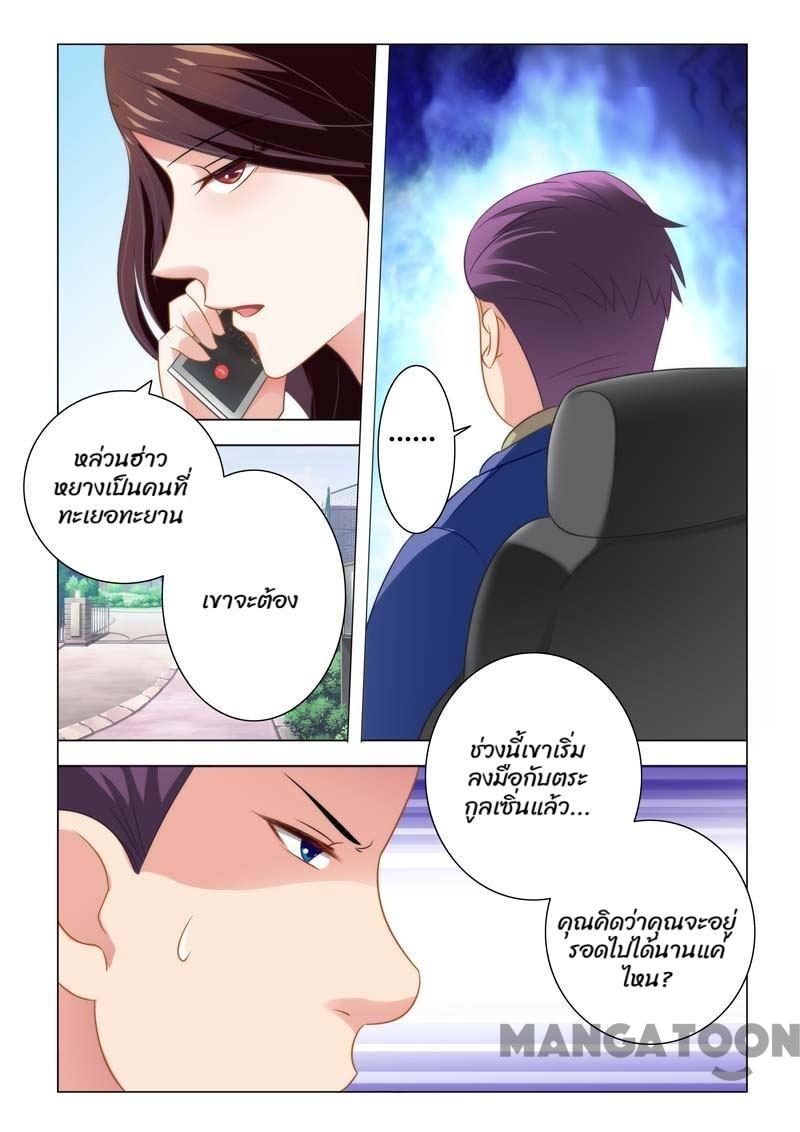 ......
หล่วนฮ่าว
หยางเป็นคนที่
ทะเยอทะยาน
เขาจะต้อง
ช่วงนี้เขาเริ่ม
ลงมือกับตระ
กูลเซิ่นแล้ว...
คุณคิดว่าคุณจะอยู่
รอดไปได้นานแค่
ไหน?
MANGATOON